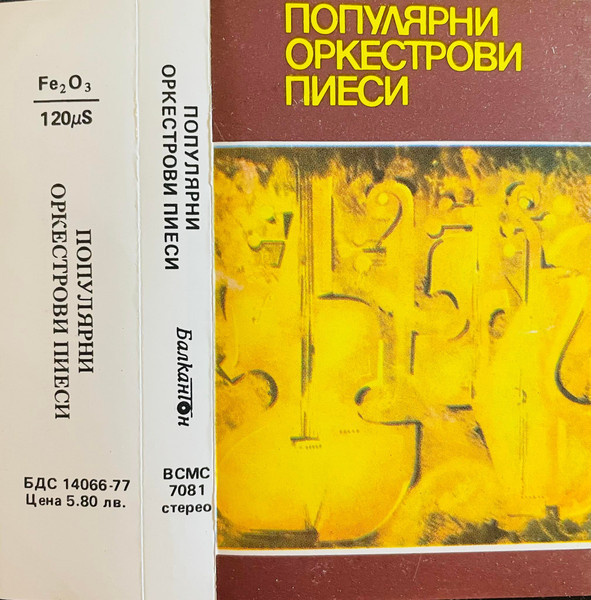 Fe₂O₃
120µS
ПОПУЛЯРНИ
ОРКЕСТРОВИ ПИЕСИ
БДС 14066-77
Цена 5.80 лв.
ПОПУЛЯРНИ
ОРКЕСТРОВИ ПИЕСИ
Балкантон
ВСМС
7081
стерео
ПОПУЛЯРНИ
ОРКЕСТРОВИ
ПИЕСИ